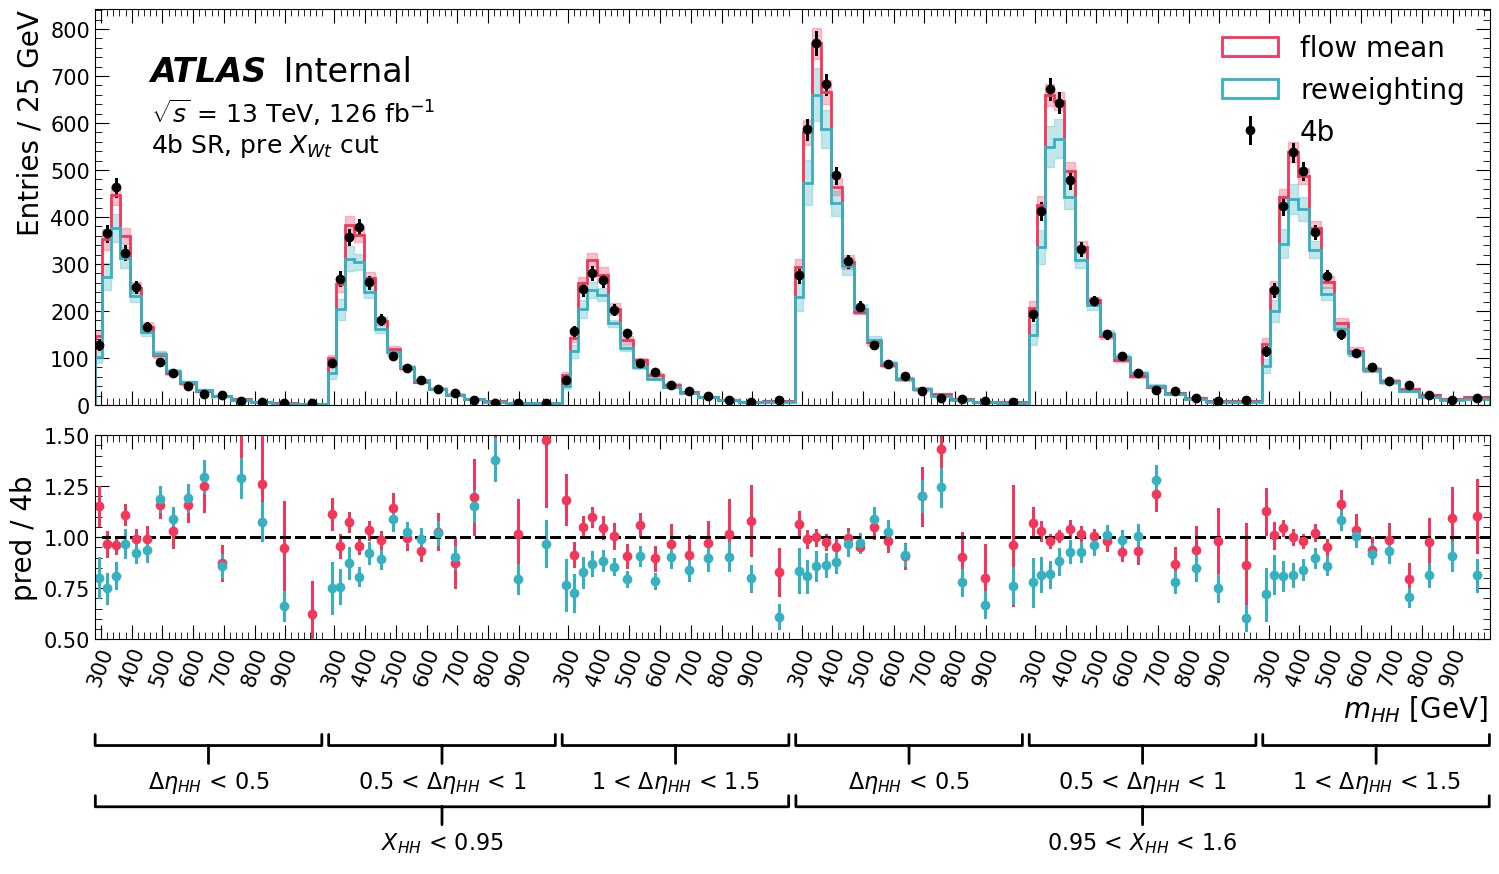 Entries / 25 GeV
800
700
600
500
400
300
200
100
0
ATLAS Internal
√s = 13 TeV, 126 fb⁻¹
4b SR, pre X_Wt cut
flow mean
reweighting
4b
pred / 4b
1.50
1.25
1.00
0.75
0.50
300 400 500 600 700 800 900 300 400 500 600 700 800 900 300 400 500 600 700 800 900 300 400 500 600 700 800 900 300 400 500 600 700 800 900 300 400 500 600 700 800 900
m_HH [GeV]
Δη_HH < 0.5 0.5 < Δη_HH < 1 1 < Δη_HH < 1.5 Δη_HH < 0.5 0.5 < Δη_HH < 1 1 < Δη_HH < 1.5
X_HH < 0.95 0.95 < X_HH < 1.6